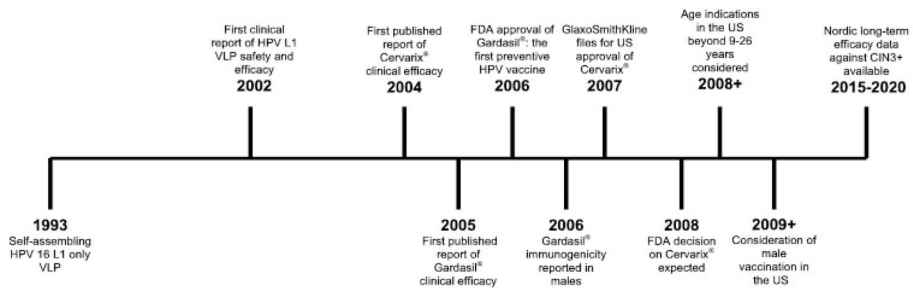 First clinical
report of HPV L1
VLP safety and
efficacy
2002
First published
report of
Cervarix®
clinical efficacy
2004
FDA approval of
Gardasil®: the
first preventive
HPV vaccine
2006
GlaxoSmithKline
files for US
approval of
Cervarix®
2007
Age indications
in the US
beyond 9-26
years
considered
2008+
Nordic long-term
efficacy data
against CIN3+
available
2015-2020
1993
Self-assembling
HPV 16 L1 only
VLP
2005
First published
report of
Gardasil®
clinical efficacy
2006
Gardasil®
immunogenicity
reported in
males
2008
FDA decision
on Cervarix®
expected
2009+
Consideration of
male
vaccination in
the US